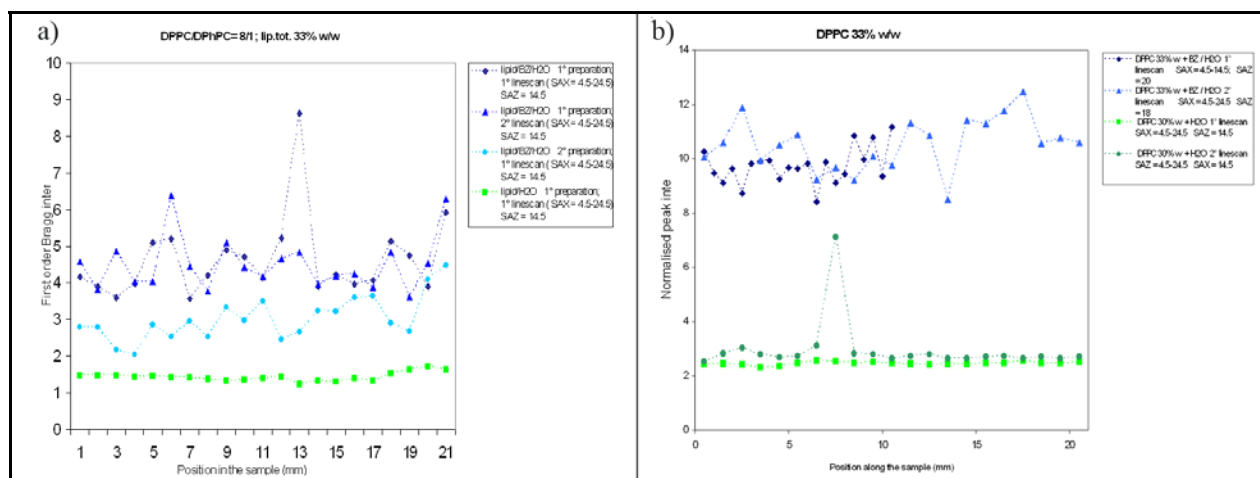 a)
DPPC/DPhPC= 8/1; lip.tot. 33% w/w
First order Bragg inter
10
9
8
7
6
5
4
3
2
1
0
1 3 5 7 9 11 13 15 17 19 21
Position in the sample (mm)
lipid/BZ/H2O 1° preparation;
1° linescan ( SAX = 4.5-24.5)
SAZ = 14.5
lipid/BZ/H2O 1° preparation;
2° linescan ( SAX = 4.5-24.5)
SAZ = 14.5
lipid/BZ/H2O 2° preparation;
1° linescan ( SAX = 4.5-24.5)
SAZ = 14.5
lipid/H2O 1° preparation;
1° linescan ( SAX = 4.5-24.5)
SAZ = 14.5
b)
DPPC 33% w/w
Normalised peak inte
14
12
10
8
6
4
2
0
0 5 10 15 20
Position along the sample (mm)
DPPC 33% w + BZ / H2O 1°
linescan SAX = 4.5-14.5; SAZ
= 20
DPPC 33% w + BZ / H2O 2°
linescan SAX = 4.5-24.5 SAZ
= 18
DPPC 30% w + H2O 1° linescan
SAX = 4.5-24.5 SAZ = 14.5
DPPC 30% w + H2O 2° linescan
SAZ = 4.5-24.5 SAX = 14.5